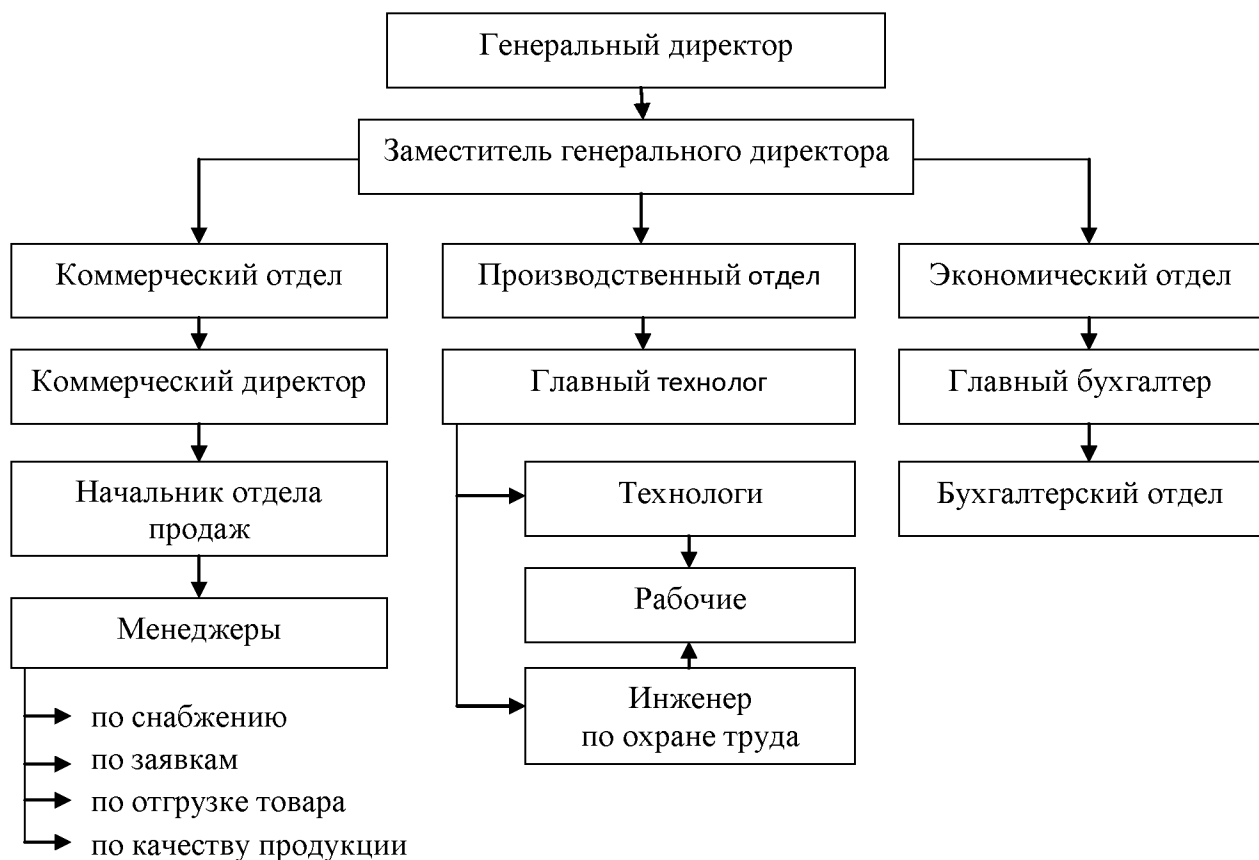 Генеральный директор
Заместитель генерального директора
Коммерческий отдел
Производственный отдел
Экономический отдел
Коммерческий директор
Главный технолог
Главный бухгалтер
Начальник отдела
продаж
Технологи
Бухгалтерский отдел
Рабочие
Менеджеры
Инженер
по охране труда
по снабжению
по заявкам
по отгрузке товара
по качеству продукции